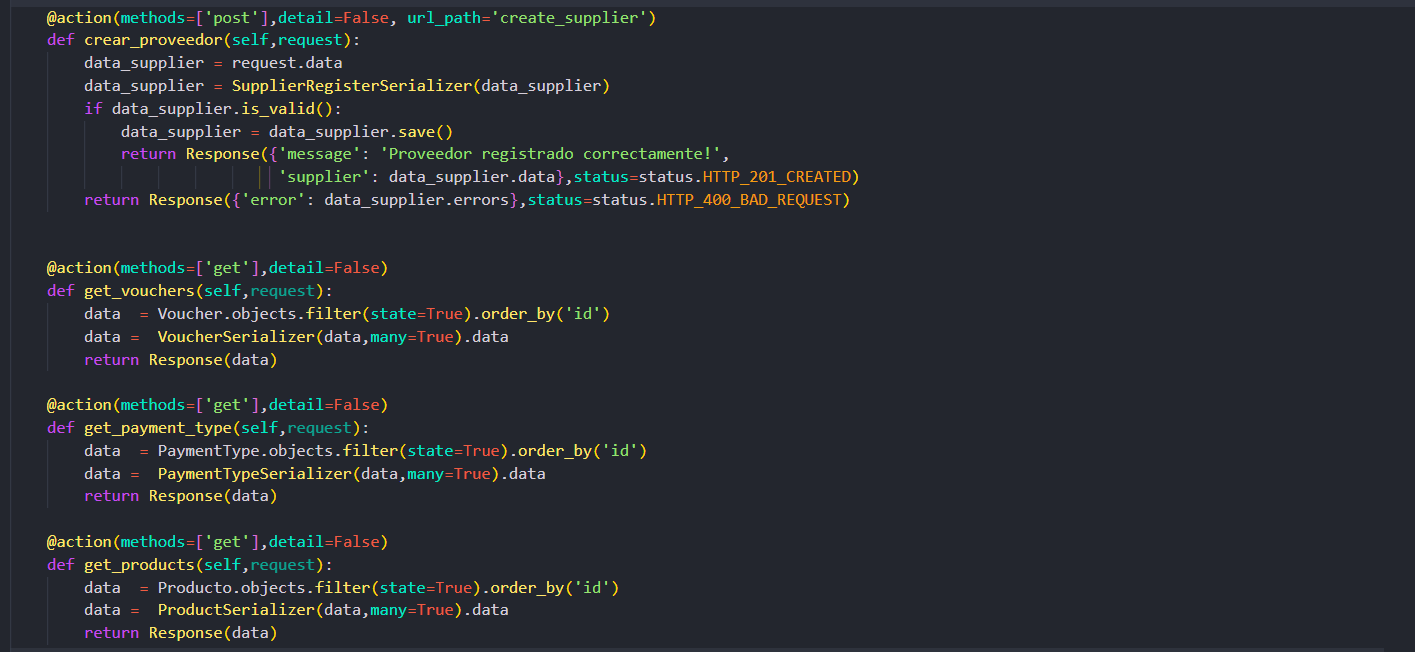 @action(methods=['post'],detail=False, url_path='create_supplier')
def crear_proveedor(self,request):
    data_supplier = request.data
    data_supplier = SupplierRegisterSerializer(data_supplier)
    if data_supplier.is_valid():
        data_supplier = data_supplier.save()
        return Response({'message': 'Proveedor registrado correctamente!',
                         'supplier': data_supplier.data},status=status.HTTP_201_CREATED)
    return Response({'error': data_supplier.errors},status=status.HTTP_400_BAD_REQUEST)
@action(methods=['get'],detail=False)
def get_vouchers(self,request):
    data  = Voucher.objects.filter(state=True).order_by('id')
    data =  VoucherSerializer(data,many=True).data
    return Response(data)
@action(methods=['get'],detail=False)
def get_payment_type(self,request):
    data  = PaymentType.objects.filter(state=True).order_by('id')
    data =  PaymentTypeSerializer(data,many=True).data
    return Response(data)
@action(methods=['get'],detail=False)
def get_products(self,request):
    data  = Producto.objects.filter(state=True).order_by('id')
    data =  ProductSerializer(data,many=True).data
    return Response(data)